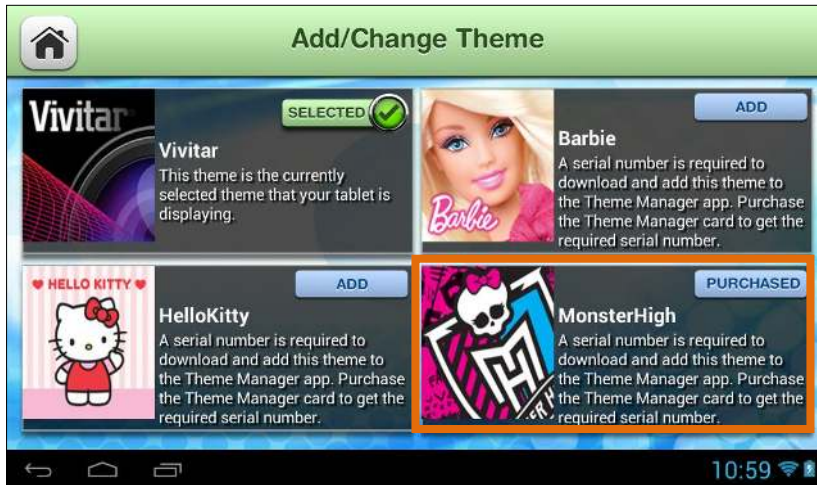 Add/Change Theme
Vivitar
SELECTED
Vivitar
This theme is the currently
selected theme that your tablet is
displaying.
Barbie
ADD
Barbie
A serial number is required to
download and add this theme to
the Theme Manager app. Purchase
the Theme Manager card to get the
required serial number.
HELLO KITTY
ADD
HelloKitty
A serial number is required to
download and add this theme to
the Theme Manager app. Purchase
the Theme Manager card to get the
required serial number.
PURCHASED
MonsterHigh
A serial number is required to
download and add this theme to
the Theme Manager app. Purchase
the Theme Manager card to get the
required serial number.
10:59